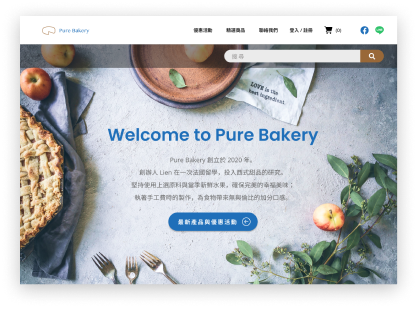 Pure Bakery 優惠活動 精選商品 聯絡我們 登入 / 註冊 (0)
搜尋
LOVE is the
best ingredient.
Welcome to Pure Bakery
Pure Bakery 創立於 2020 年。
創辦人 Lien 在一次法國留學，投入西式甜品的研究。
堅持使用上選原料與當季新鮮水果，確保完美的幸福美味；
執著手工費時的製作，為食物帶來無與倫比的加分口感。
最新產品與優惠活動